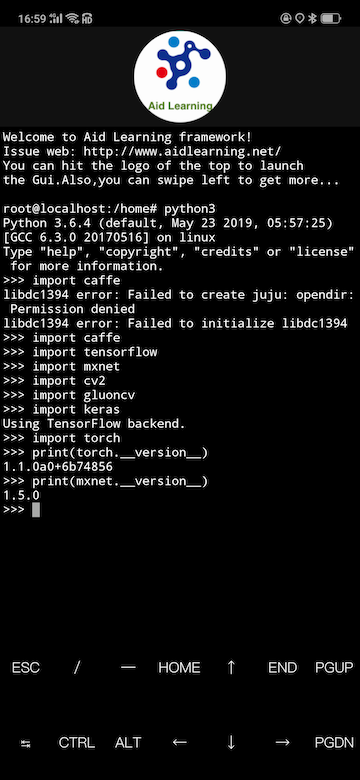 16:59
Aid Learning
Welcome to Aid Learning framework!
Issue web: http://www.aidlearning.net/
You can hit the logo of the top to launch
the Gui.Also,you can swipe left to get more...
root@localhost:/home# python3
Python 3.6.4 (default, May 23 2019, 05:57:25)
[GCC 6.3.0 20170516] on linux
Type "help", "copyright", "credits" or "license"
 for more information.
>>> import caffe
libdc1394 error: Failed to create juju: opendir:
 Permission denied
libdc1394 error: Failed to initialize libdc1394
>>> import caffe
>>> import tensorflow
>>> import mxnet
>>> import cv2
>>> import gluoncv
>>> import keras
Using TensorFlow backend.
>>> import torch
>>> print(torch.__version__)
1.1.0a0+6b74856
>>> print(mxnet.__version__)
1.5.0
>>>
ESC / — HOME ↑ END PGUP
↹ CTRL ALT ← ↓ → PGDN